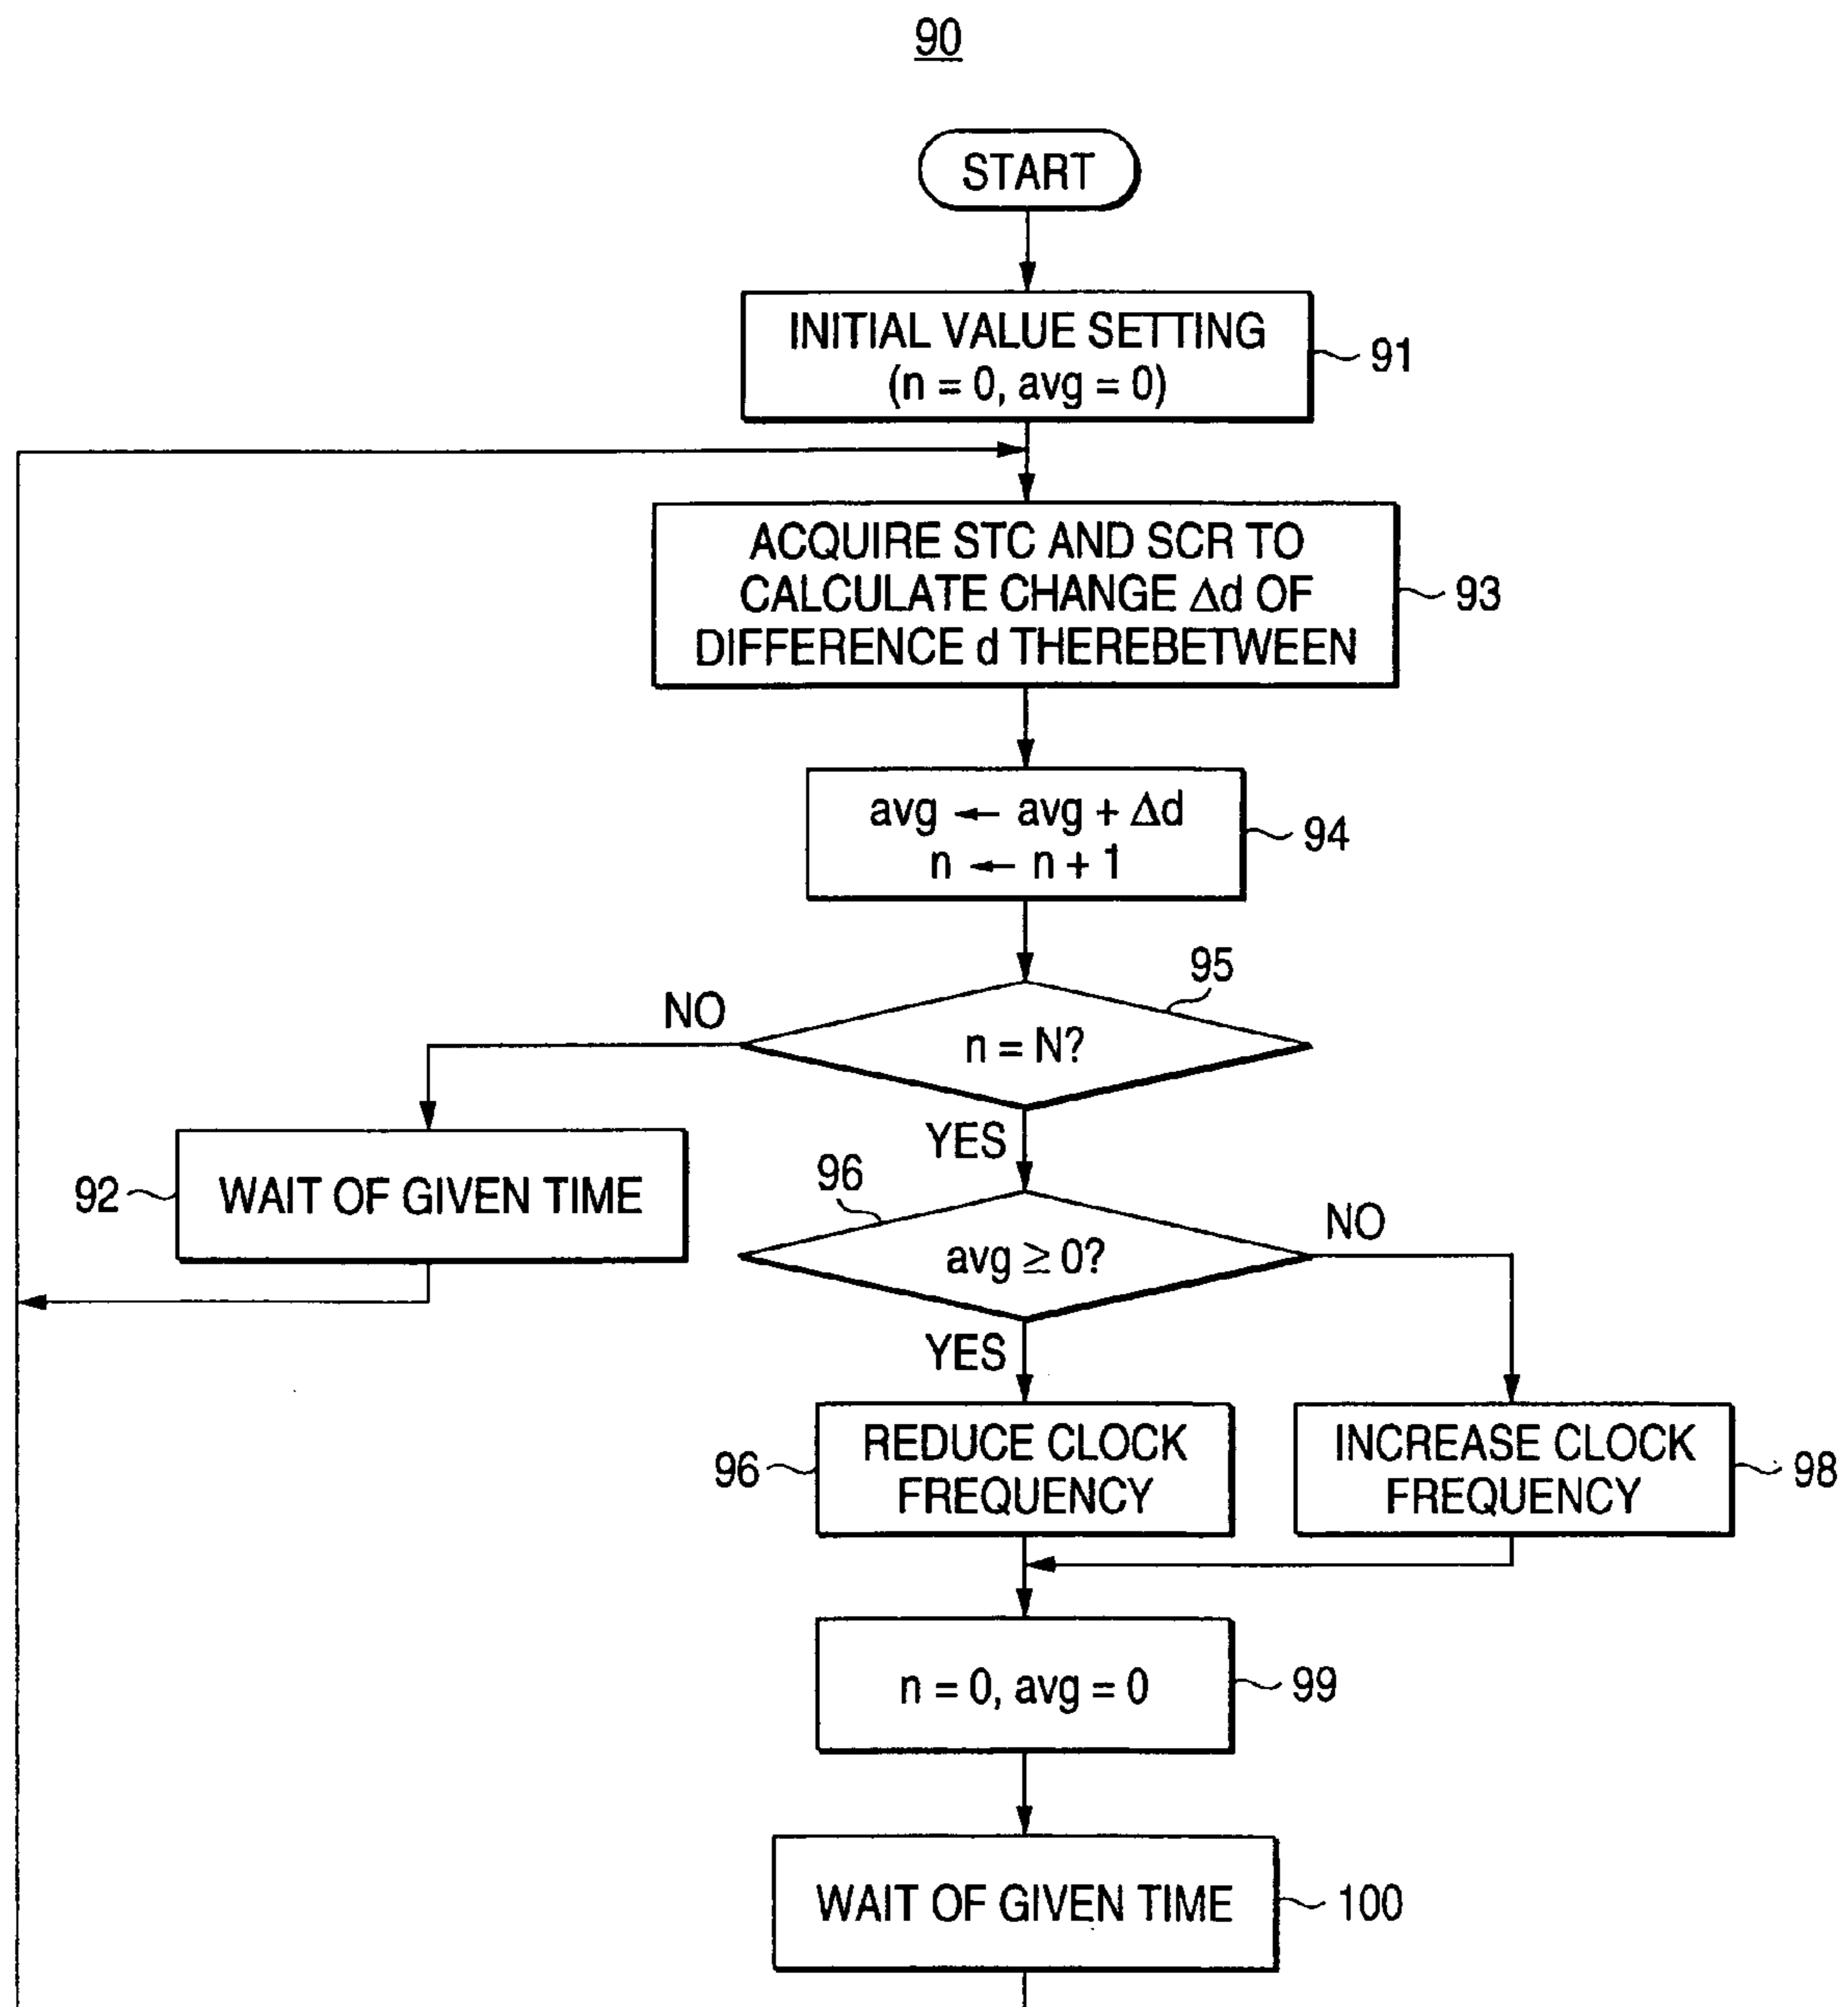 90
START
INITIAL VALUE SETTING
(n = 0, avg = 0)
91
ACQUIRE STC AND SCR TO
CALCULATE CHANGE Δd OF
DIFFERENCE d THEREBETWEEN
93
avg ← avg + Δd
n ← n + 1
94
95
NO
n = N?
YES
92
WAIT OF GIVEN TIME
96
NO
avg ≥ 0?
YES
96
REDUCE CLOCK
FREQUENCY
INCREASE CLOCK
FREQUENCY
98
n = 0, avg = 0
99
WAIT OF GIVEN TIME
100